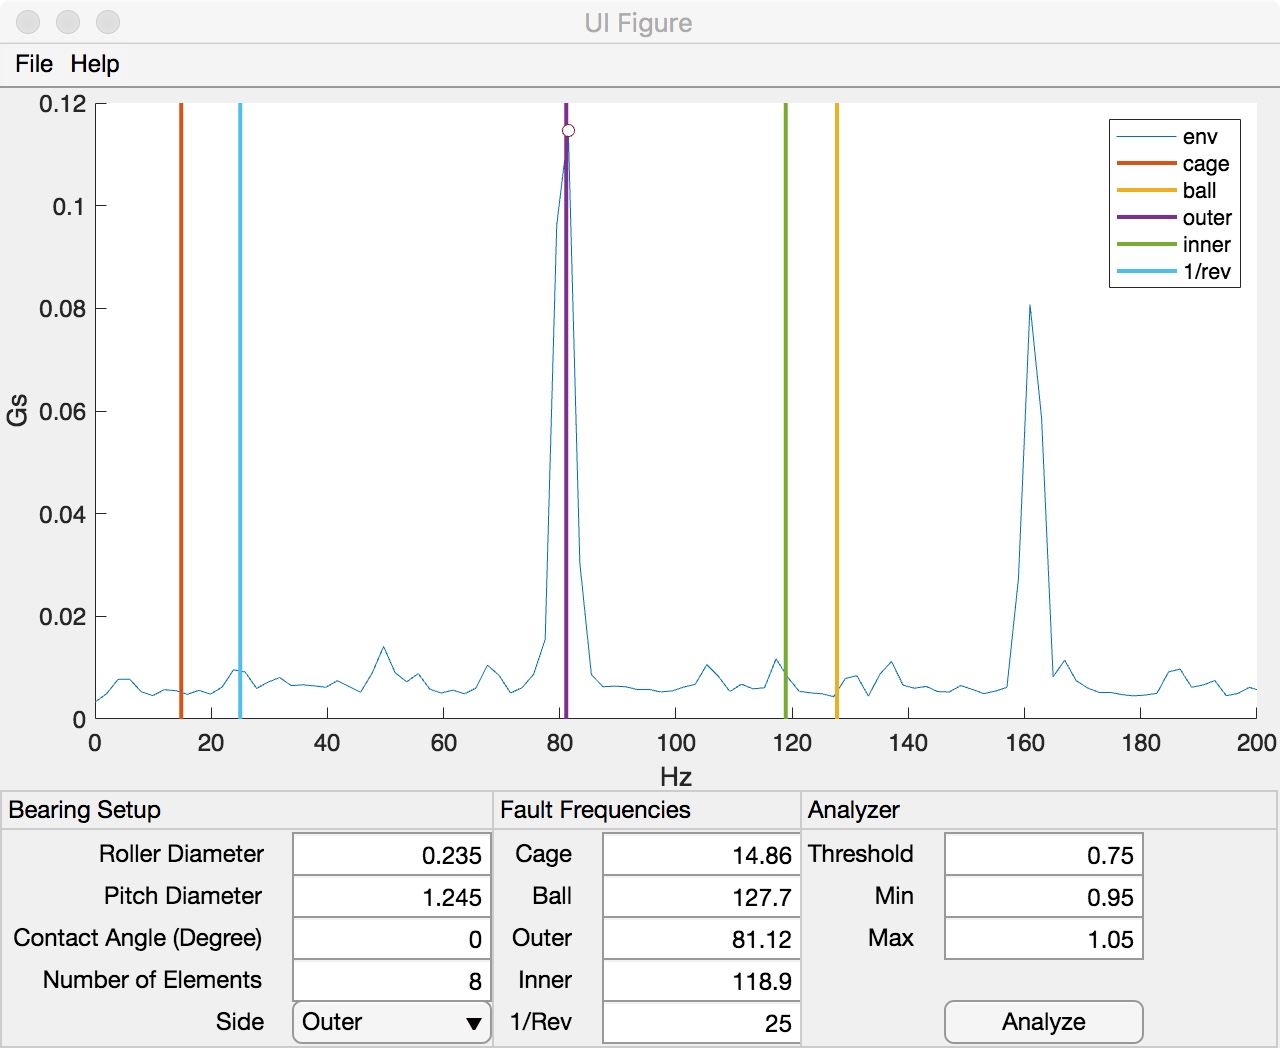 UI Figure
File Help
0.12
0.1
0.08
0.06
0.04
0.02
0
Gs
0 20 40 60 80 100 120 140 160 180 200
Hz
env
cage
ball
outer
inner
1/rev
Bearing Setup
Roller Diameter 0.235
Pitch Diameter 1.245
Contact Angle (Degree) 0
Number of Elements 8
Side Outer
Fault Frequencies
Cage 14.86
Ball 127.7
Outer 81.12
Inner 118.9
1/Rev 25
Analyzer
Threshold 0.75
Min 0.95
Max 1.05
Analyze